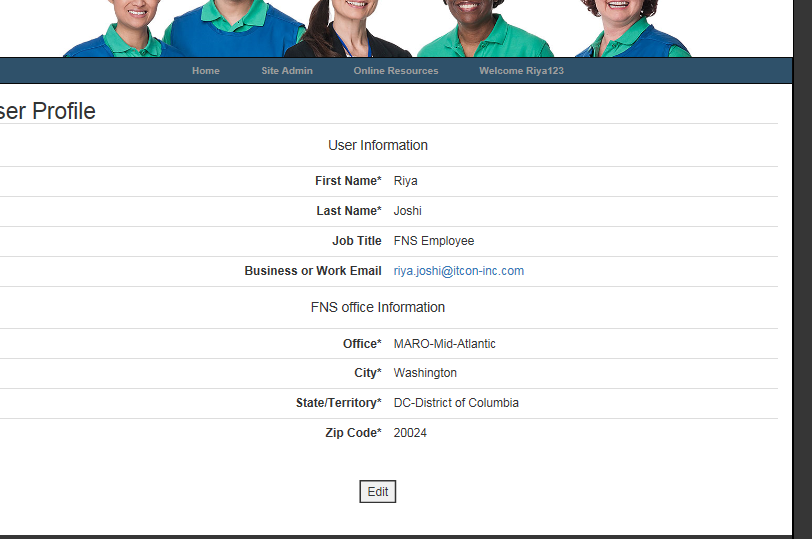 Home Site Admin Online Resources Welcome Riya123
ser Profile
User Information
First Name* Riya
Last Name* Joshi
Job Title FNS Employee
Business or Work Email riya.joshi@itcon-inc.com
FNS office Information
Office* MARO-Mid-Atlantic
City* Washington
State/Territory* DC-District of Columbia
Zip Code* 20024
Edit